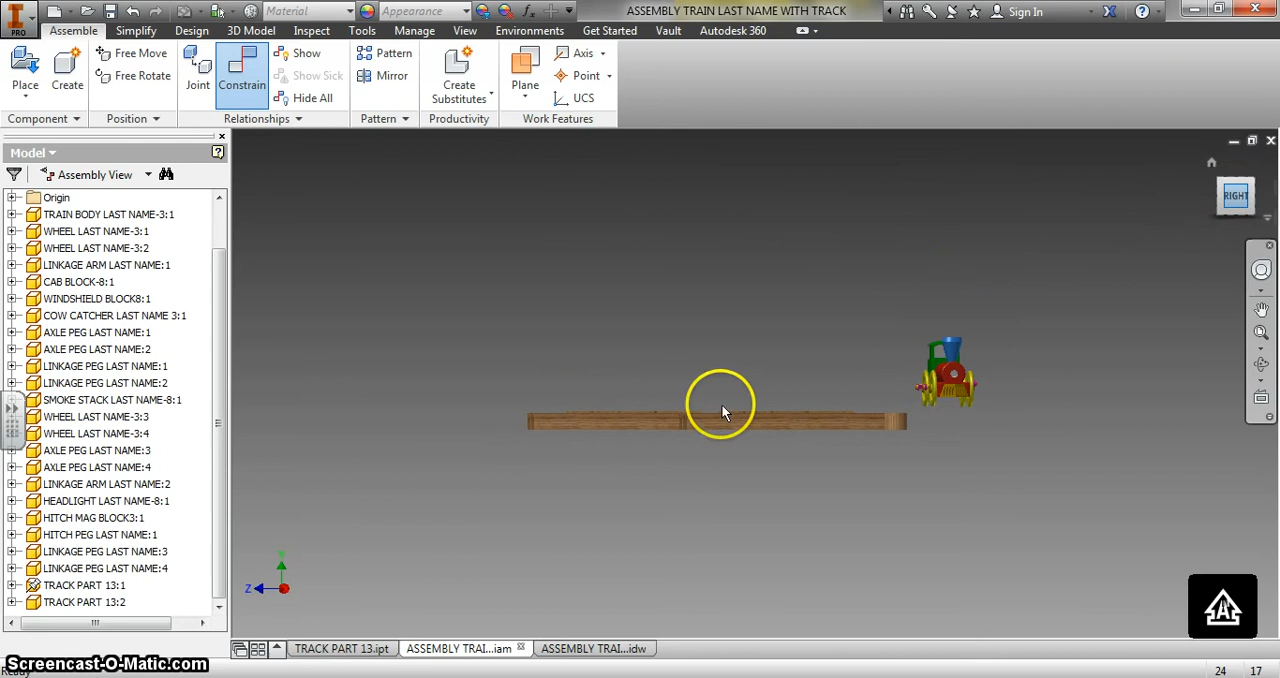 Material
Appearance
ASSEMBLY TRAIN LAST NAME WITH TRACK
Sign In
PRO
Assemble
Simplify
Design
3D Model
Inspect
Tools
Manage
View
Environments
Get Started
Vault
Autodesk 360
Place
Create
Free Move
Free Rotate
Joint
Constrain
Show
Show Sick
Hide All
Pattern
Mirror
Create
Substitutes
Plane
Axis
Point
UCS
Component
Position
Relationships
Pattern
Productivity
Work Features
Model
Assembly View
Origin
TRAIN BODY LAST NAME-3:1
WHEEL LAST NAME-3:1
WHEEL LAST NAME-3:2
LINKAGE ARM LAST NAME:1
CAB BLOCK-8:1
WINDSHIELD BLOCK8:1
COW CATCHER LAST NAME 3:1
AXLE PEG LAST NAME:1
AXLE PEG LAST NAME:2
LINKAGE PEG LAST NAME:1
LINKAGE PEG LAST NAME:2
SMOKE STACK LAST NAME-8:1
WHEEL LAST NAME-3:3
WHEEL LAST NAME-3:4
AXLE PEG LAST NAME:3
AXLE PEG LAST NAME:4
LINKAGE ARM LAST NAME:2
HEADLIGHT LAST NAME-8:1
HITCH MAG BLOCK3:1
HITCH PEG LAST NAME:1
LINKAGE PEG LAST NAME:3
LINKAGE PEG LAST NAME:4
TRACK PART 13:1
TRACK PART 13:2
RIGHT
Z
TRACK PART 13.ipt
ASSEMBLY TRAI...iam
ASSEMBLY TRAI...idw
Screencast-O-Matic.com
24
17